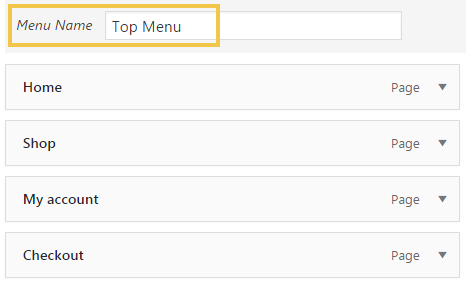 Menu Name Top Menu
Home Page
Shop Page
My account Page
Checkout Page